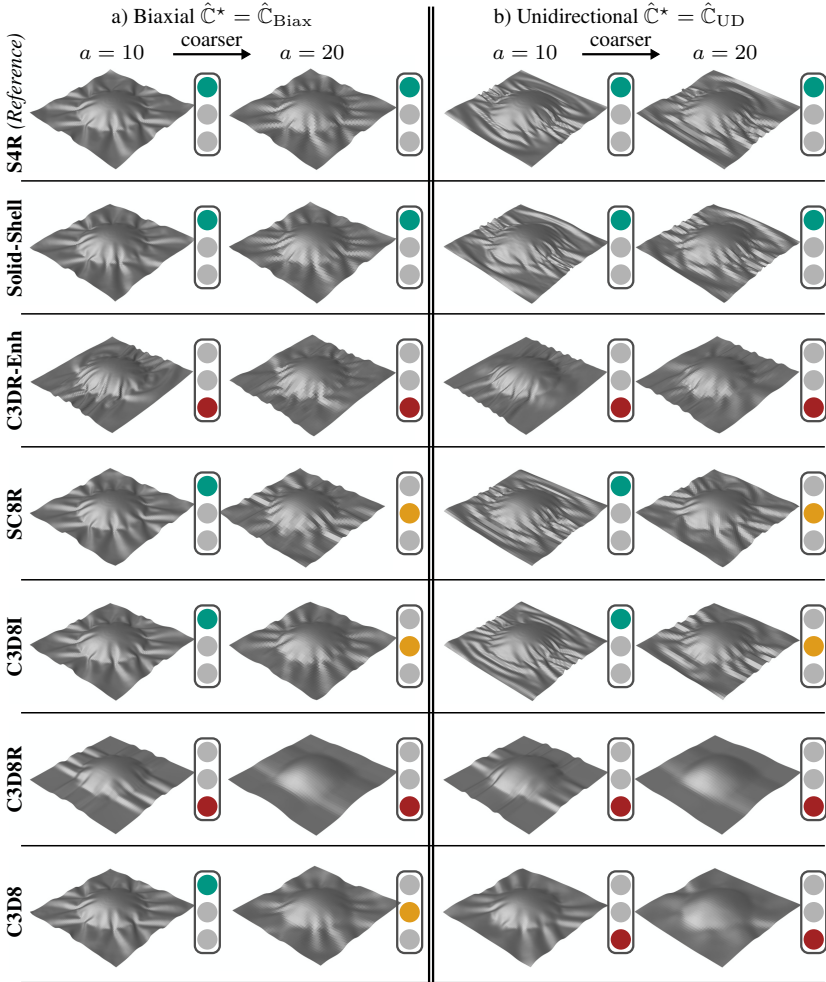 a) Biaxial ℂ̂⋆ = ℂ̂Biax
b) Unidirectional ℂ̂⋆ = ℂ̂UD
a = 10 coarser a = 20
a = 10 coarser a = 20
S4R (Reference)
Solid-Shell
C3DR-Enh
SC8R
C3D8I
C3D8R
C3D8